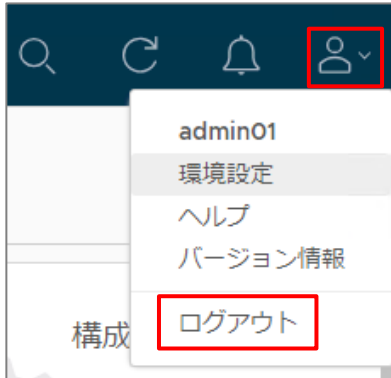 admin01
環境設定
ヘルプ
バージョン情報
ログアウト
構成